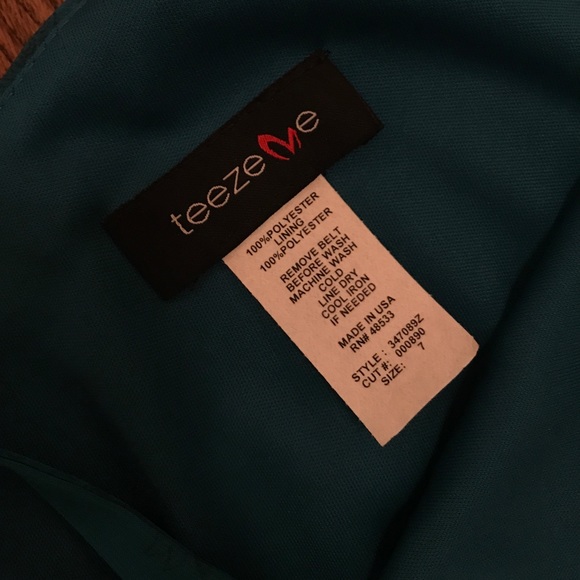 teezeMe
100%POLYESTER
LINING
100%POLYESTER
REMOVE BELT
BEFORE WASH
MACHINE WASH
COLD
LINE DRY
COOL IRON
IF NEEDED
MADE IN USA
RN# 48533
STYLE : 347089Z
CUT #: 000890
SIZE: 7